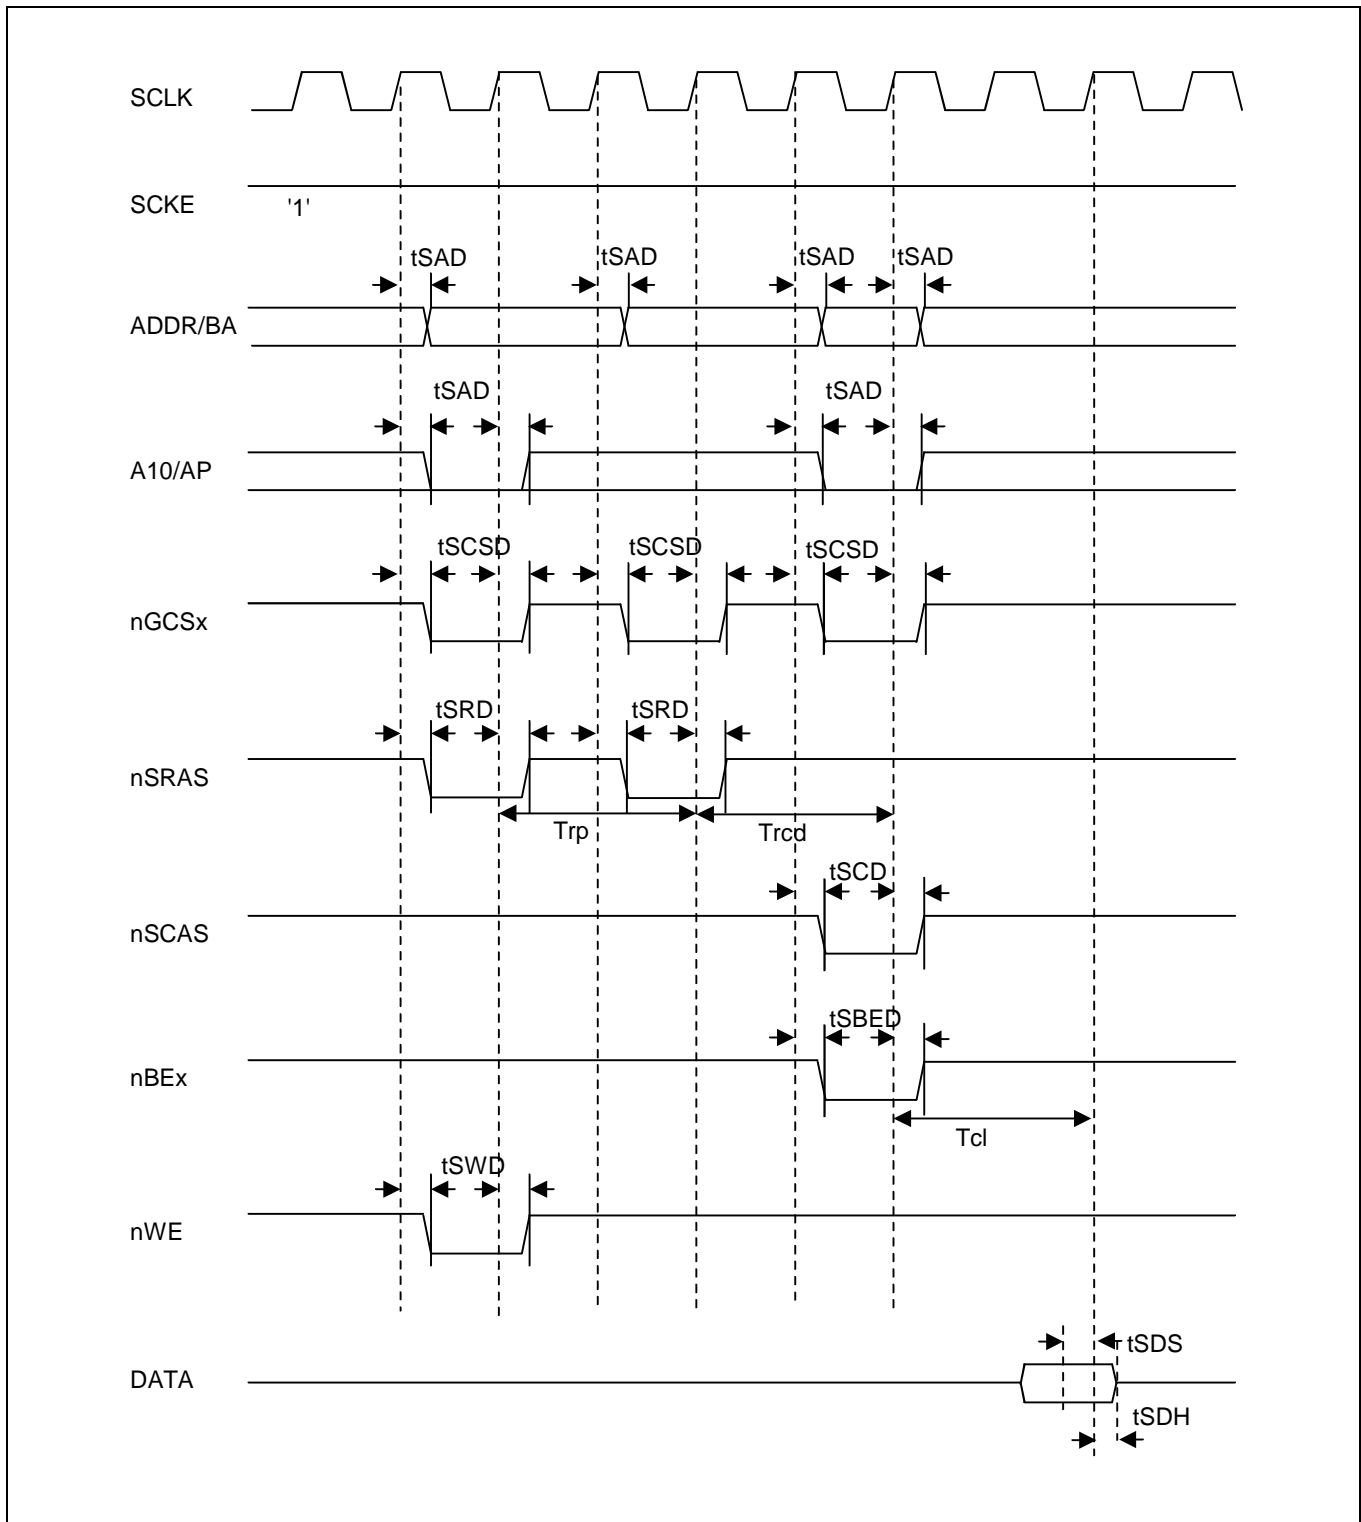 SCLK
SCKE
'1'
tSAD tSAD tSAD tSAD
ADDR/BA
tSAD tSAD
A10/AP
tSCSD tSCSD tSCSD
nGCSx
tSRD tSRD
nSRAS
Trp Trcd
tSCD
nSCAS
tSBED
nBEx
Tcl
tSWD
nWE
tSDS
DATA
tSDH